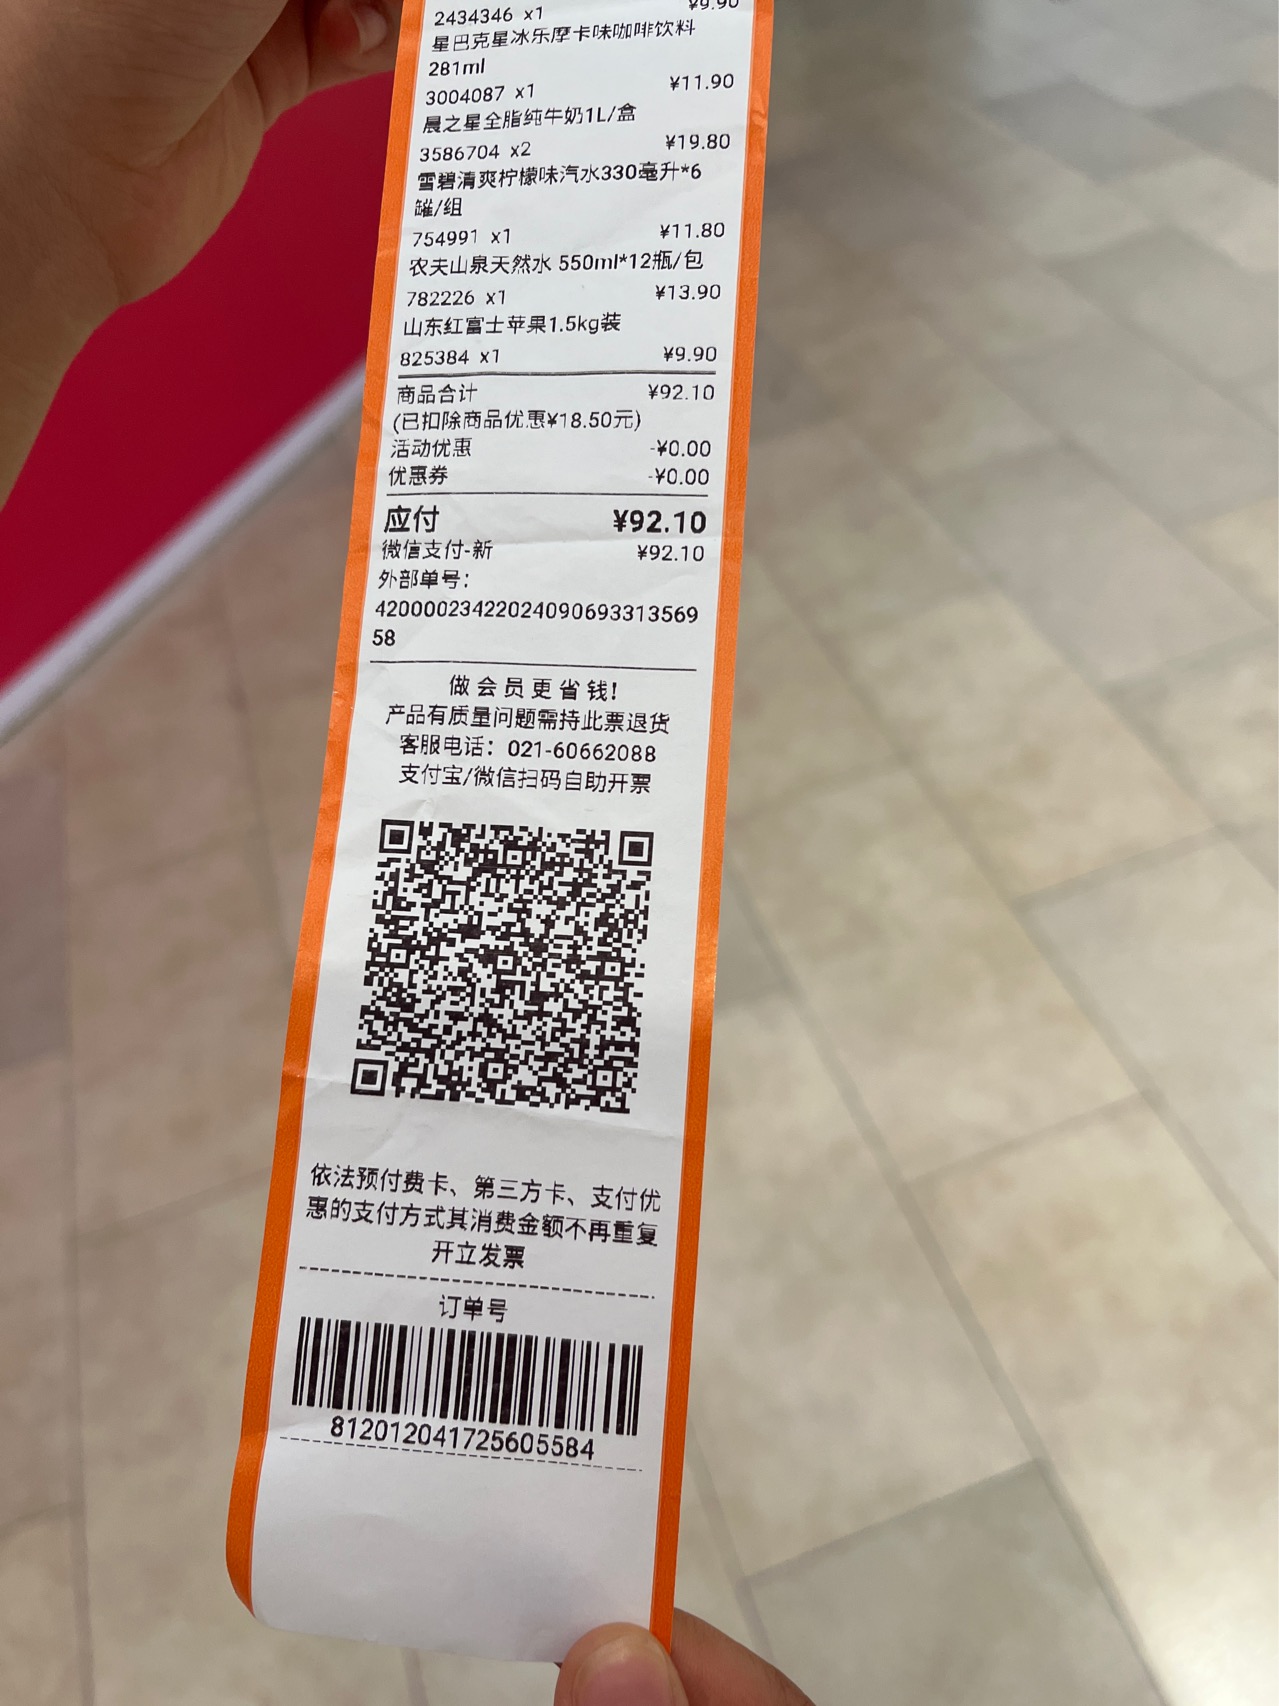 2434346 x1 ¥9.90
星巴克星冰乐摩卡味咖啡饮料
281ml
3004087 x1 ¥11.90
晨之星全脂纯牛奶1L/盒
3586704 x2 ¥19.80
雪碧清爽柠檬味汽水330毫升*6
罐/组
754991 x1 ¥11.80
农夫山泉天然水 550ml*12瓶/包
782226 x1 ¥13.90
山东红富士苹果1.5kg装
825384 x1 ¥9.90
商品合计 ¥92.10
(已扣除商品优惠¥18.50元)
活动优惠 -¥0.00
优惠券 -¥0.00
应付 ¥92.10
微信支付-新 ¥92.10
外部单号:
42000023422024090693313569
58
做会员更省钱!
产品有质量问题需持此票退货
客服电话: 021-60662088
支付宝/微信扫码自助开票
依法预付费卡、第三方卡、支付优
惠的支付方式其消费金额不再重复
开立发票
订单号
812012041725605584